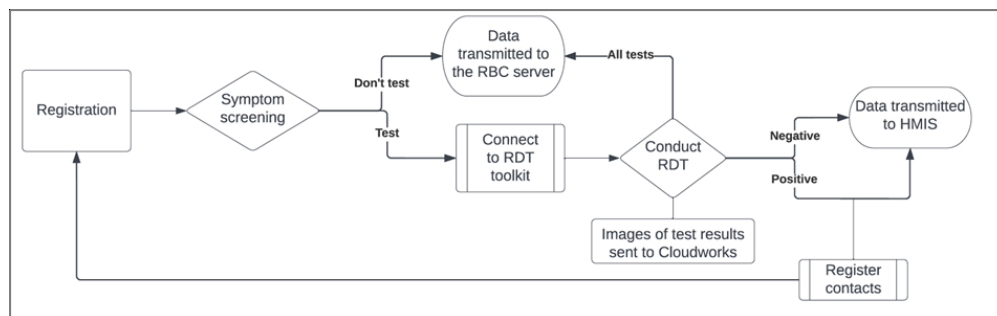 Registration
Symptom
screening
Don't test
Test
Data
transmitted to
the RBC server
All tests
Connect
to RDT
toolkit
Conduct
RDT
Images of test results
sent to Cloudworks
Negative
Positive
Data transmitted
to HMIS
Register
contacts